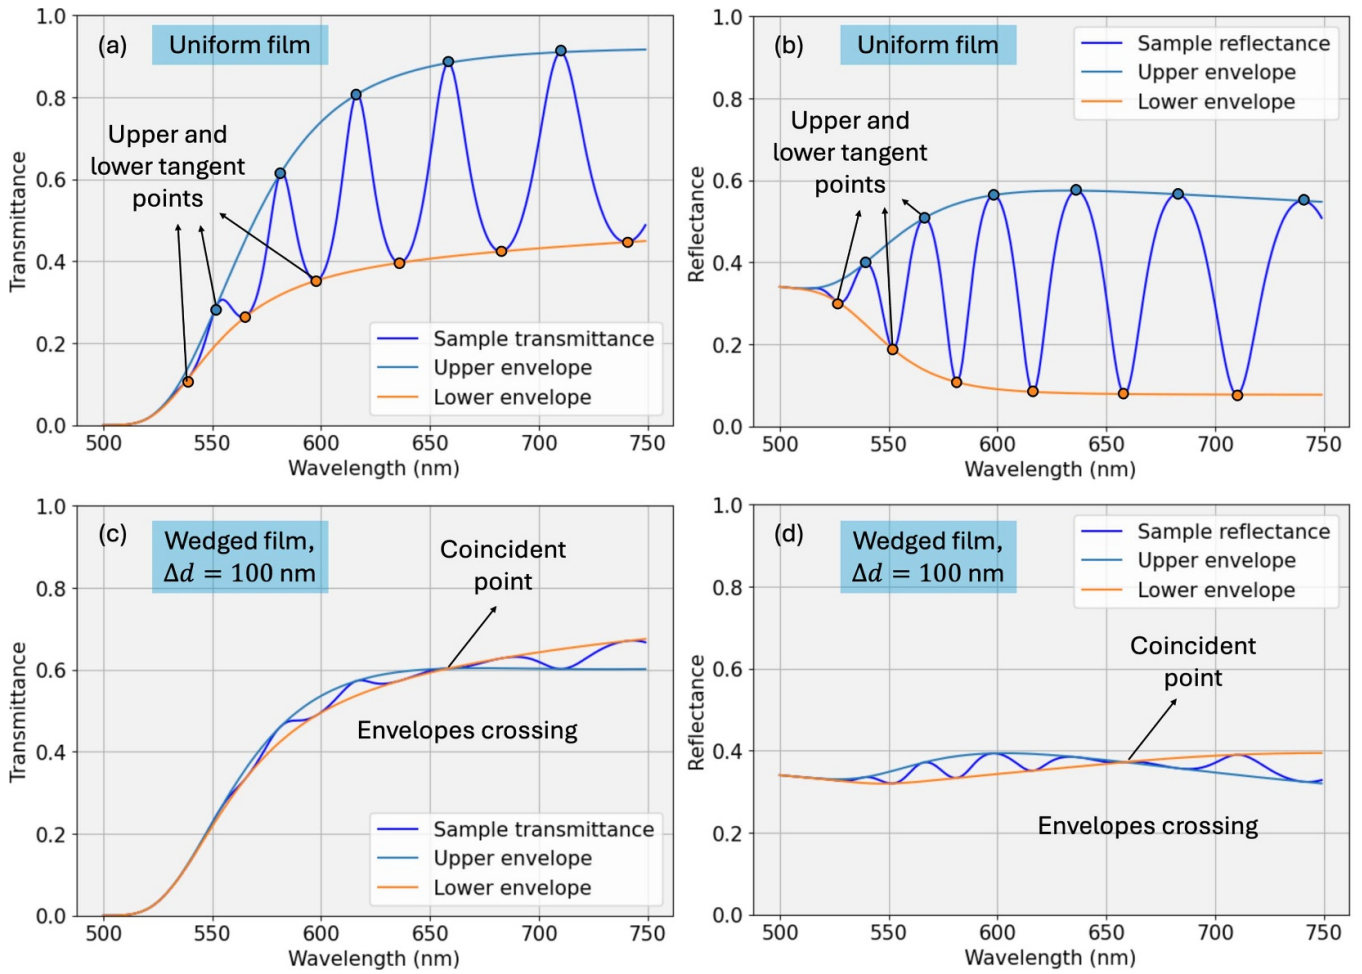 (a)
Uniform film
Upper and
lower tangent
points
Sample transmittance
Upper envelope
Lower envelope
1.0
0.8
0.6
0.4
0.2
0.0
Transmittance
500
550
600
650
700
750
Wavelength (nm)
(b)
Uniform film
Sample reflectance
Upper envelope
Lower envelope
Upper and
lower tangent
points
1.0
0.8
0.6
0.4
0.2
0.0
Reflectance
500
550
600
650
700
750
Wavelength (nm)
(c)
Wedged film,
Δd = 100 nm
Coincident
point
Envelopes crossing
Sample transmittance
Upper envelope
Lower envelope
1.0
0.8
0.6
0.4
0.2
0.0
Transmittance
500
550
600
650
700
750
Wavelength (nm)
(d)
Wedged film,
Δd = 100 nm
Sample reflectance
Upper envelope
Lower envelope
Coincident
point
Envelopes crossing
1.0
0.8
0.6
0.4
0.2
0.0
Reflectance
500
550
600
650
700
750
Wavelength (nm)